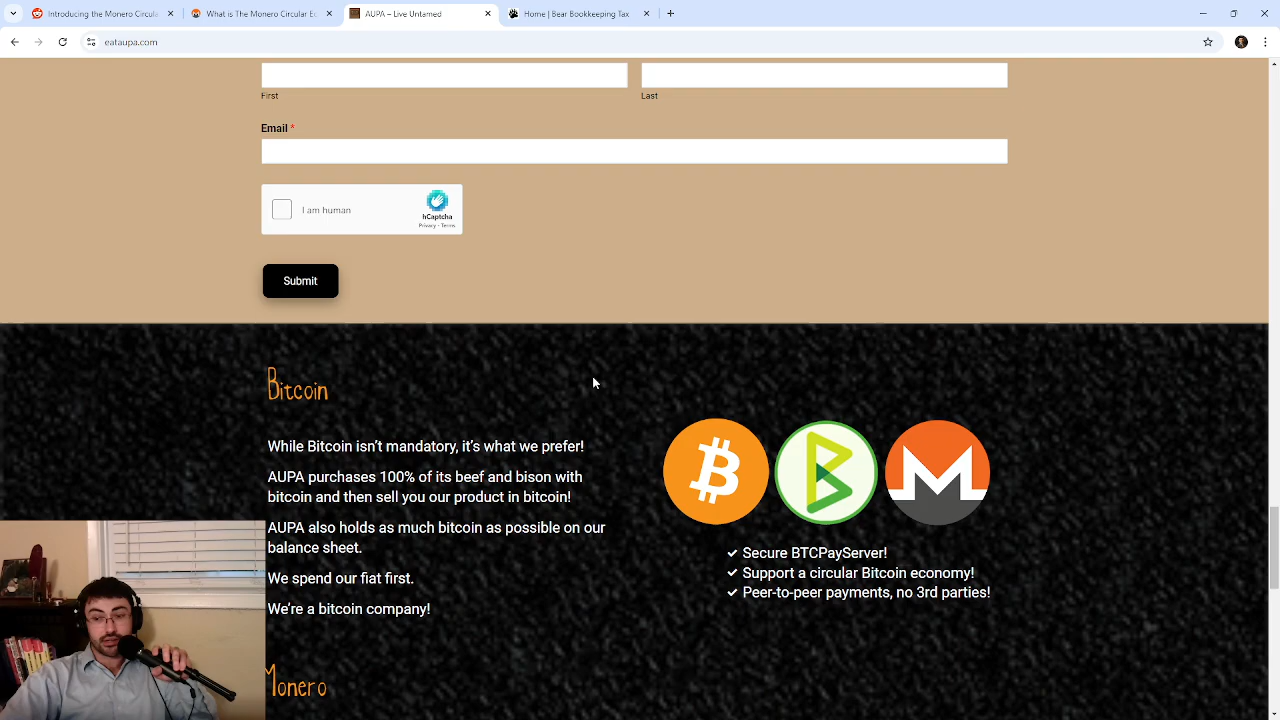 Introducing the Monero Circula
What is The Monero Circular Ec
AUPA – Live Untamed
Home | Bear Bookkeeping Tax
eataupa.com
First
Last
Email *
I am human
hCaptcha
Privacy - Terms
Submit
Bitcoin
While Bitcoin isn't mandatory, it's what we prefer!
AUPA purchases 100% of its beef and bison with
bitcoin and then sell you our product in bitcoin!
AUPA also holds as much bitcoin as possible on our
balance sheet.
We spend our fiat first.
We're a bitcoin company!
Secure BTCPayServer!
Support a circular Bitcoin economy!
Peer-to-peer payments, no 3rd parties!
Monero